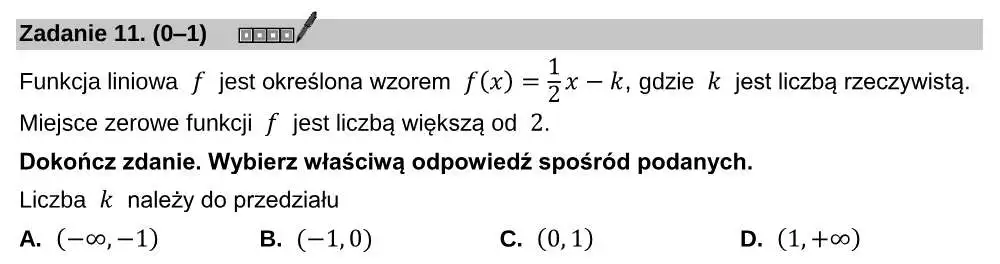 Zadanie 11. (0–1)
Funkcja liniowa f jest określona wzorem f(x) = 1/2 x − k, gdzie k jest liczbą rzeczywistą.
Miejsce zerowe funkcji f jest liczbą większą od 2.
Dokończ zdanie. Wybierz właściwą odpowiedź spośród podanych.
Liczba k należy do przedziału
A. (−∞, −1) B. (−1, 0) C. (0, 1) D. (1, +∞)